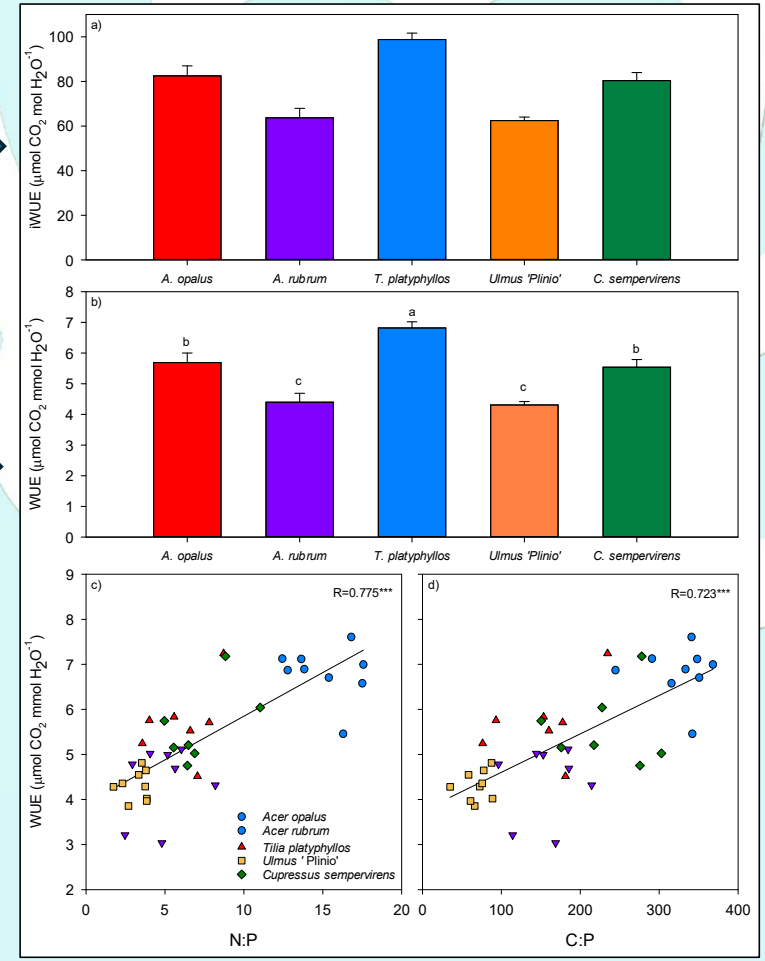 a)
iWUE (μmol CO₂ mol H₂O⁻¹)
100
80
60
40
20
0
A. opalus A. rubrum T. platyphyllos Ulmus 'Plinio' C. sempervirens
b)
WUE (μmol CO₂ mmol H₂O⁻¹)
8
7
6
5
4
3
2
1
0
b c a c b
A. opalus A. rubrum T. platyphyllos Ulmus 'Plinio' C. sempervirens
c)
R=0.775***
WUE (μmol CO₂ mmol H₂O⁻¹)
9
8
7
6
5
4
3
2
Acer opalus
Acer rubrum
Tilia platyphyllos
Ulmus ' Plinio'
Cupressus sempervirens
0 5 10 15 20
N:P
d)
R=0.723***
0 100 200 300 400
C:P